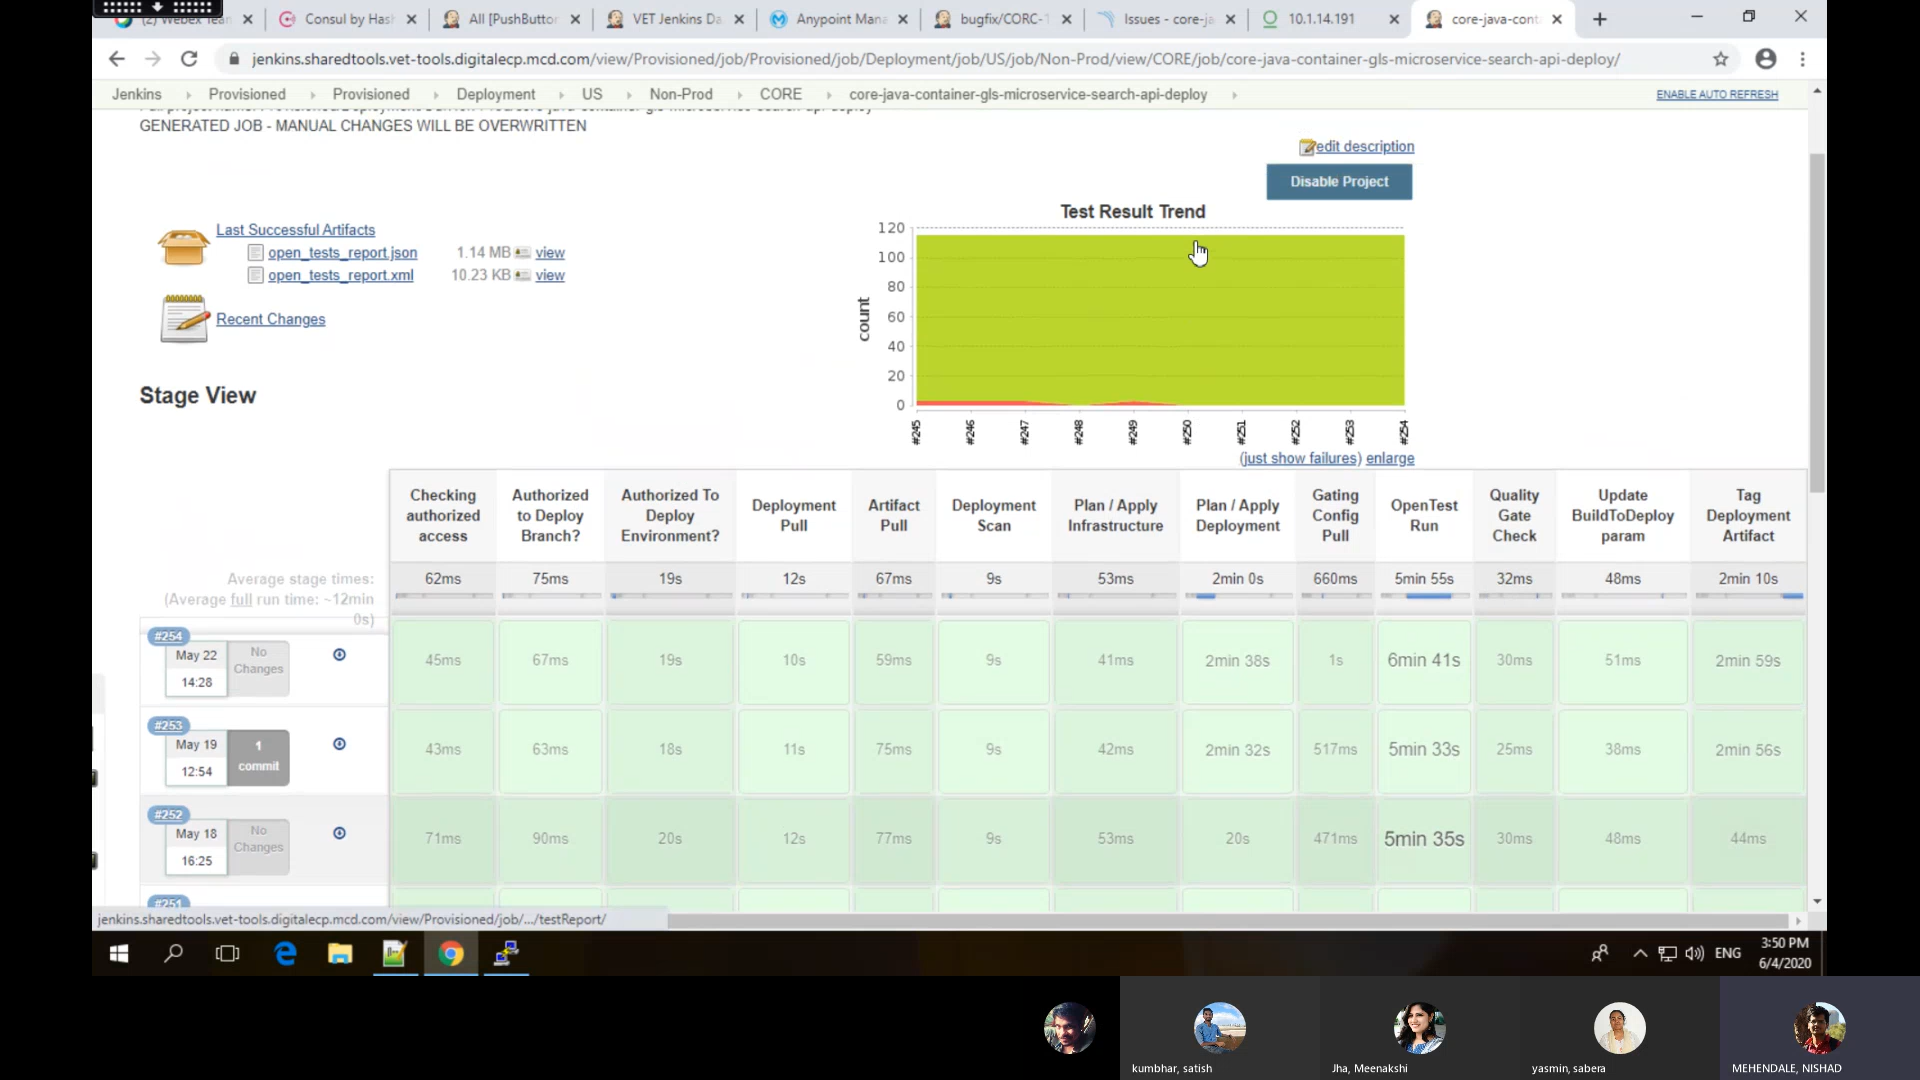 (2) Webex Tean
Consul by Hash
All [PushButtor
VET Jenkins Da
Anypoint Mana
bugfix/CORC-1
Issues - core-ja
10.1.14.191
core-java-cont
jenkins.sharedtools.vet-tools.digitalecp.mcd.com/view/Provisioned/job/Provisioned/job/Deployment/job/US/job/Non-Prod/view/CORE/job/core-java-container-gls-microservice-search-api-deploy/
Jenkins Provisioned Provisioned Deployment US Non-Prod CORE core-java-container-gls-microservice-search-api-deploy
ENABLE AUTO REFRESH
GENERATED JOB - MANUAL CHANGES WILL BE OVERWRITTEN
edit description
Disable Project
Last Successful Artifacts
open_tests_report.json 1.14 MB view
open_tests_report.xml 10.23 KB view
Recent Changes
Test Result Trend
120
100
80
60
40
20
0
count
#245 #246 #247 #248 #249 #250 #251 #252 #253 #254
(just show failures) enlarge
Stage View
Checking authorized access
Authorized to Deploy Branch?
Authorized To Deploy Environment?
Deployment Pull
Artifact Pull
Deployment Scan
Plan / Apply Infrastructure
Plan / Apply Deployment
Gating Config Pull
OpenTest Run
Quality Gate Check
Update BuildToDeploy param
Tag Deployment Artifact
Average stage times:
(Average full run time: ~12min
0s)
62ms 75ms 19s 12s 67ms 9s 53ms 2min 0s 660ms 5min 55s 32ms 48ms 2min 10s
#254
May 22
14:28
No Changes
45ms 67ms 19s 10s 59ms 9s 41ms 2min 38s 1s 6min 41s 30ms 51ms 2min 59s
#253
May 19
12:54
1 commit
43ms 63ms 18s 11s 75ms 9s 42ms 2min 32s 517ms 5min 33s 25ms 38ms 2min 56s
#252
May 18
16:25
No Changes
71ms 90ms 20s 12s 77ms 9s 53ms 20s 471ms 5min 35s 30ms 48ms 44ms
#251
jenkins.sharedtools.vet-tools.digitalecp.mcd.com/view/Provisioned/job/.../testReport/
ENG
3:50 PM
6/4/2020
kumbhar, satish
Jha, Meenakshi
yasmin, sabera
MEHENDALE, NISHAD